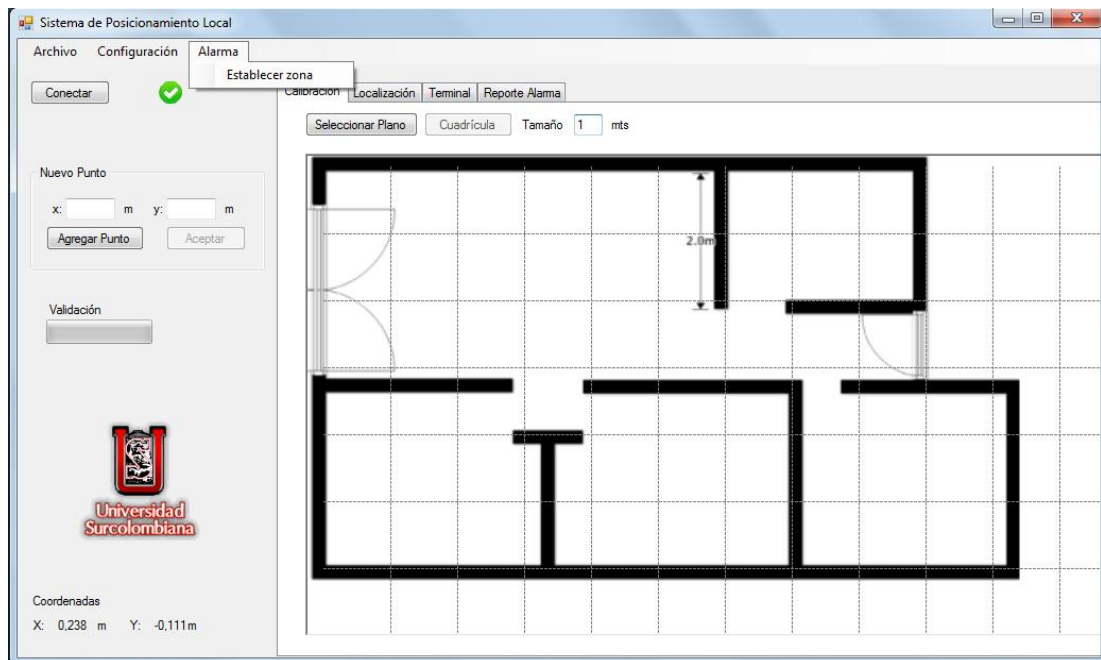 Sistema de Posicionamiento Local
Archivo Configuración Alarma
Establecer zona
Conectar
Calibración Localización Terminal Reporte Alarma
Seleccionar Plano Cuadrícula Tamaño 1 mts
Nuevo Punto
x: m y: m
Agregar Punto Aceptar
2.0m
Validación
Universidad
Surcolombiana
Coordenadas
X: 0,238 m Y: -0,111m